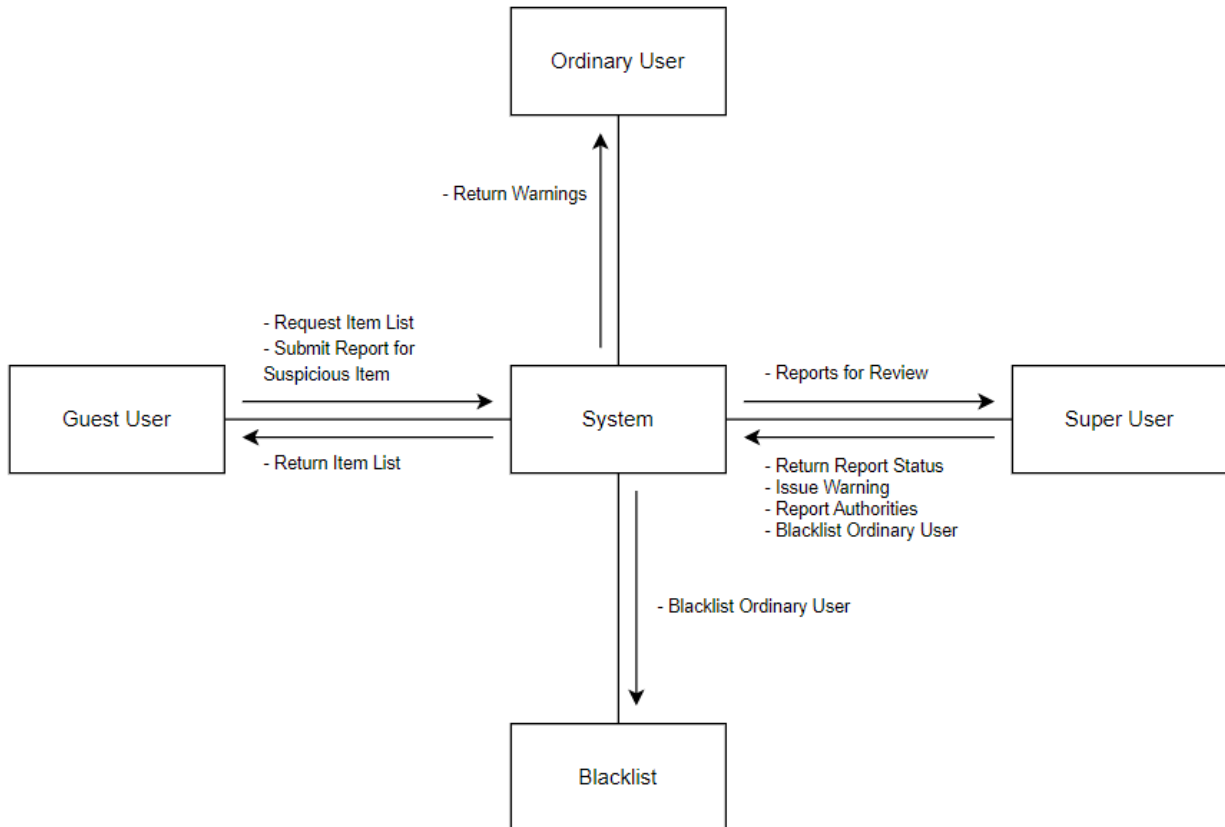 Ordinary User
- Return Warnings
- Request Item List
- Submit Report for
Suspicious Item
- Reports for Review
Guest User
System
Super User
- Return Item List
- Return Report Status
- Issue Warning
- Report Authorities
- Blacklist Ordinary User
- Blacklist Ordinary User
Blacklist